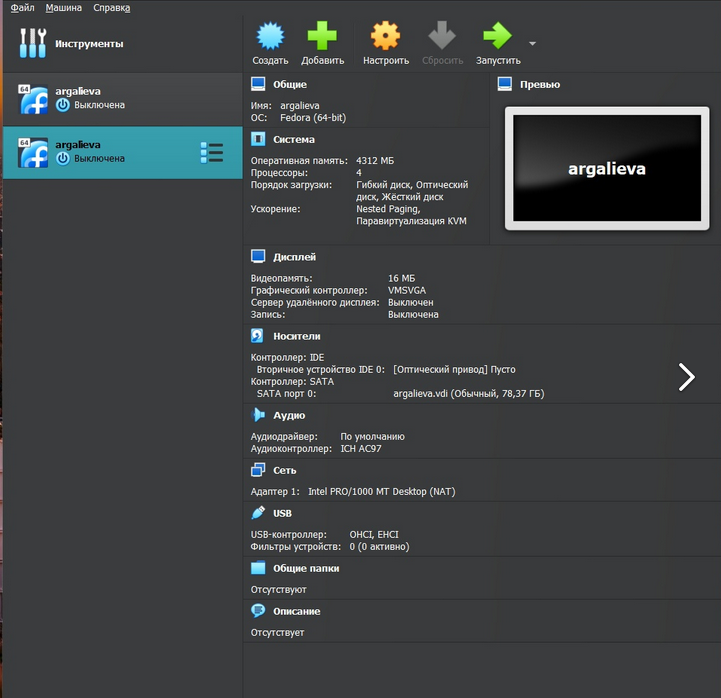 Файл Машина Справка
Инструменты
64
argalieva
Выключена
64
argalieva
Выключена
Создать Добавить Настроить Сбросить Запустить
Общие
Имя: argalieva
ОС: Fedora (64-bit)
Система
Оперативная память: 4312 МБ
Процессоры: 4
Порядок загрузки: Гибкий диск, Оптический
диск, Жёсткий диск
Ускорение: Nested Paging,
Паравиртуализация KVM
Превью
argalieva
Дисплей
Видеопамять: 16 МБ
Графический контроллер: VMSVGA
Сервер удалённого дисплея: Выключен
Запись: Выключена
Носители
Контроллер: IDE
Вторичное устройство IDE 0: [Оптический привод] Пусто
Контроллер: SATA
SATA порт 0: argalieva.vdi (Обычный, 78,37 ГБ)
Аудио
Аудиодрайвер: По умолчанию
Аудиоконтроллер: ICH AC97
Сеть
Адаптер 1: Intel PRO/1000 MT Desktop (NAT)
USB
USB-контроллер: OHCI, EHCI
Фильтры устройств: 0 (0 активно)
Общие папки
Отсутствуют
Описание
Отсутствует